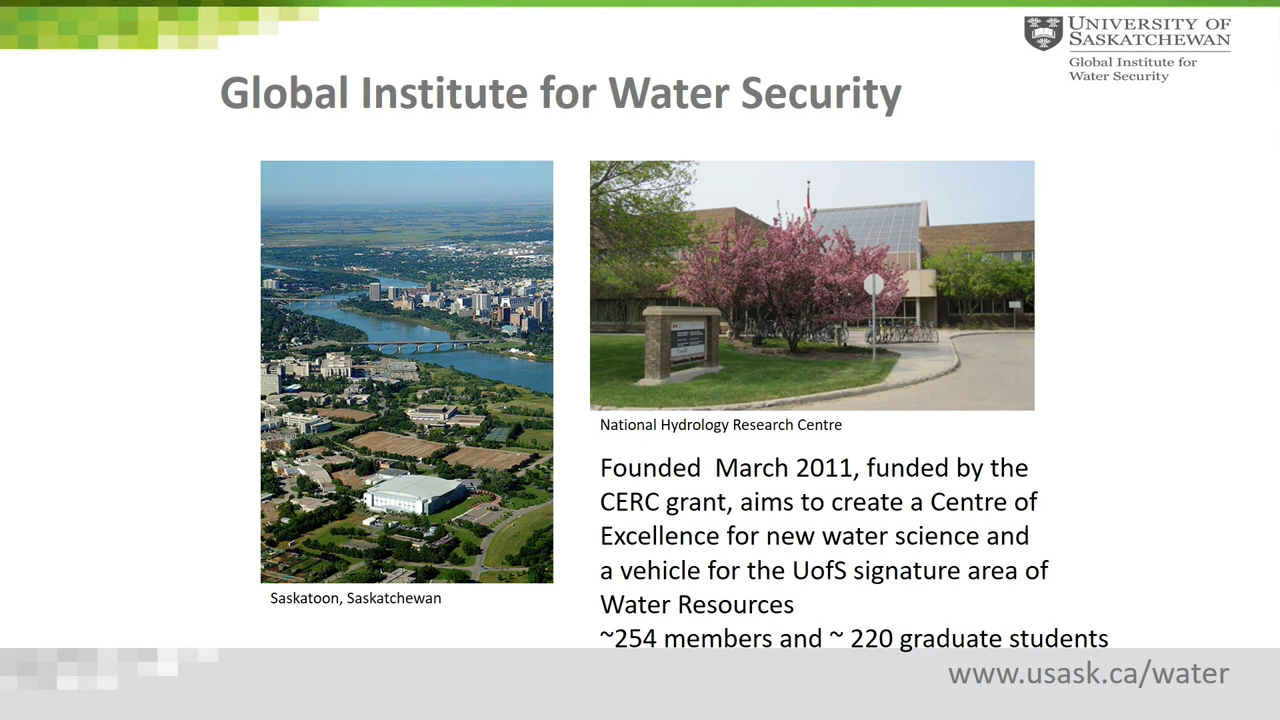 UNIVERSITY OF
SASKATCHEWAN
Global Institute for
Water Security
Global Institute for Water Security
National Hydrology Research Centre
Saskatoon, Saskatchewan
Founded  March 2011, funded by the
CERC grant, aims to create a Centre of
Excellence for new water science and
a vehicle for the UofS signature area of
Water Resources
~254 members and ~ 220 graduate students
www.usask.ca/water